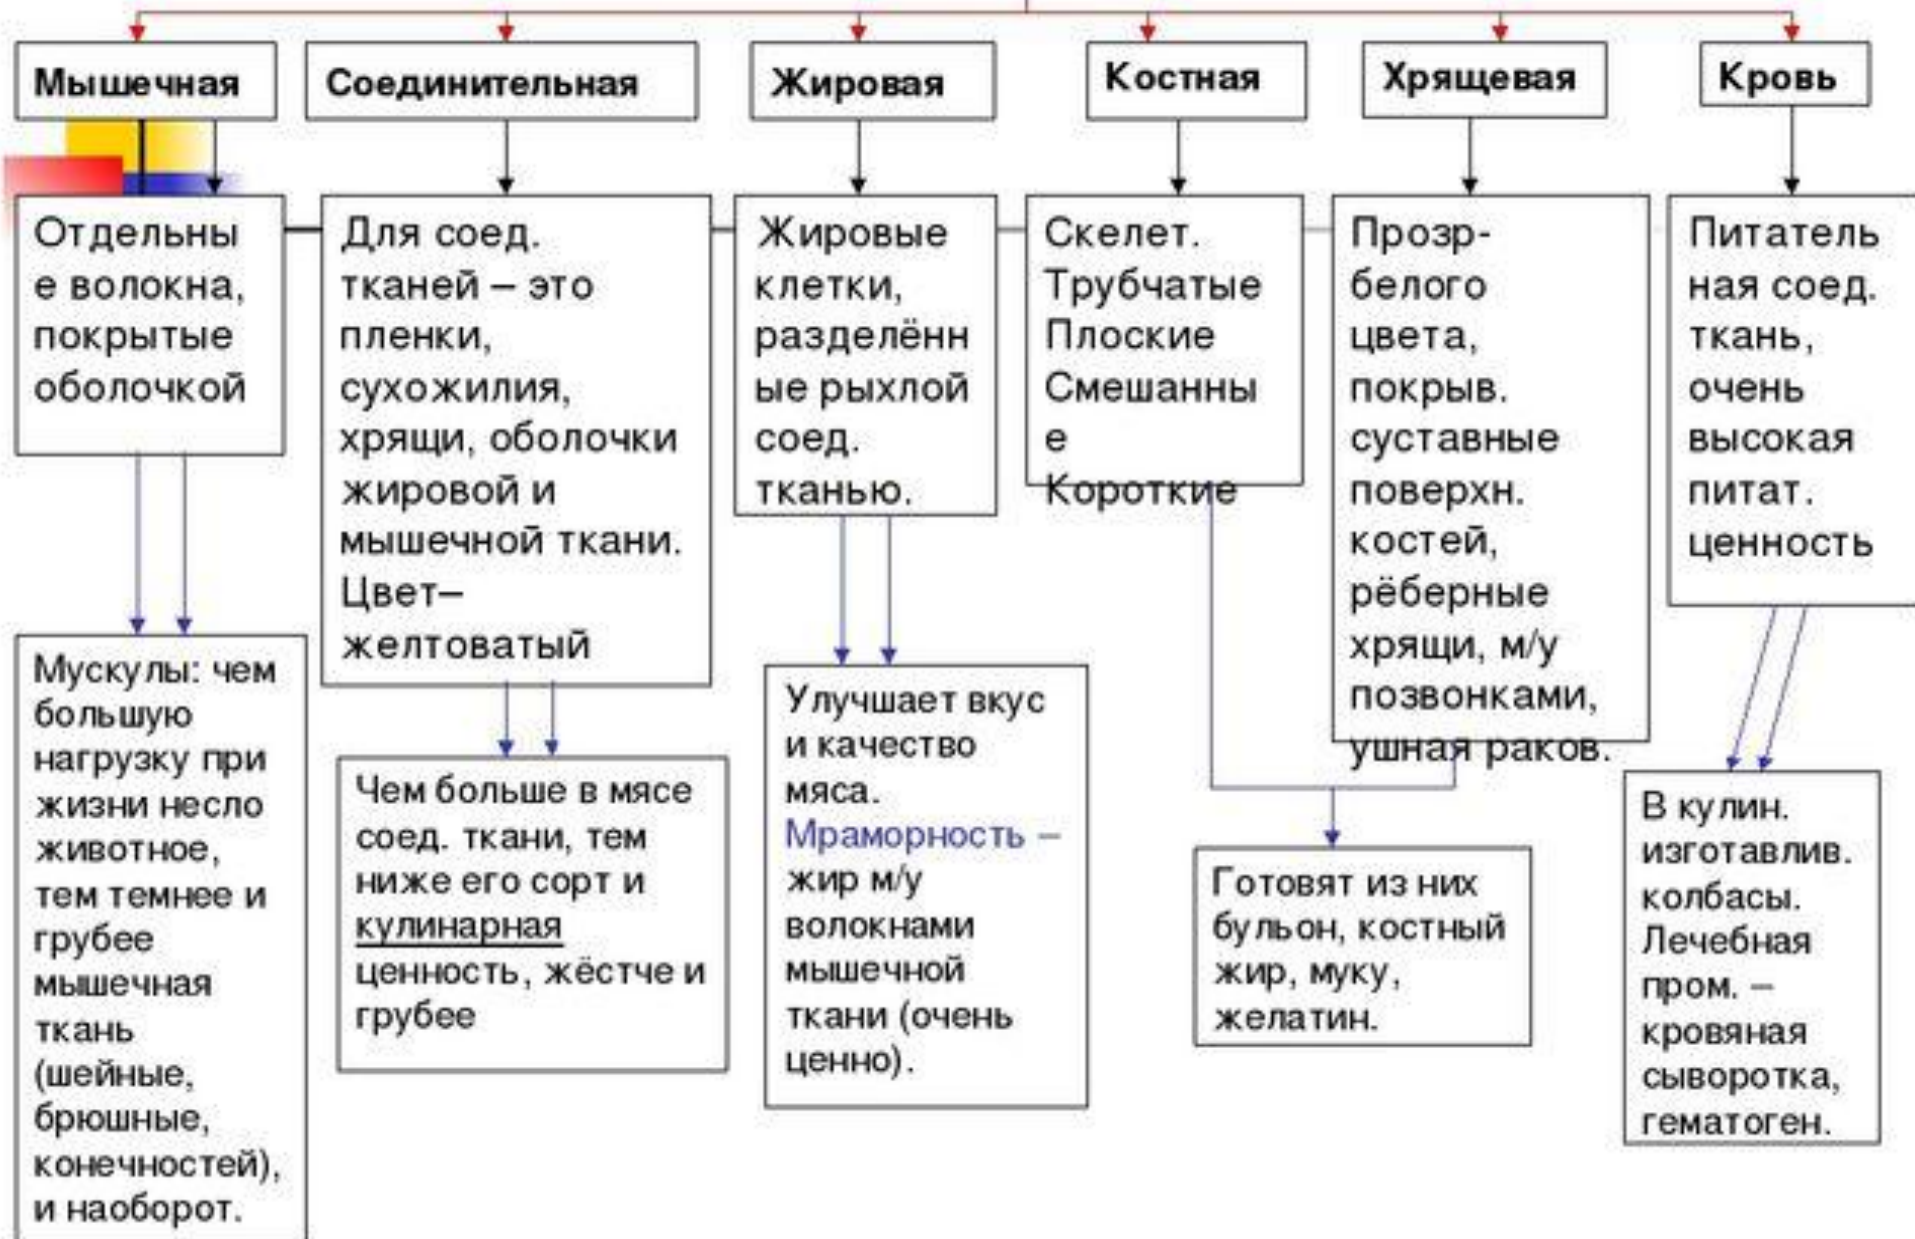 Мышечная
Соединительная
Жировая
Костная
Хрящевая
Кровь
Отдельны
е волокна,
покрытые
оболочкой
Для соед.
тканей – это
пленки,
сухожилия,
хрящи, оболочки
жировой и
мышечной ткани.
Цвет–
желтоватый
Жировые
клетки,
разделённ
ые рыхлой
соед.
тканью.
Скелет.
Трубчатые
Плоские
Смешанны
е
Короткие
Прозр-
белого
цвета,
покрыв.
суставные
поверхн.
костей,
рёберные
хрящи, м/у
позвонками,
ушная раков.
Питатель
ная соед.
ткань,
очень
высокая
питат.
ценность
Мускулы: чем
большую
нагрузку при
жизни несло
животное,
тем темнее и
грубее
мышечная
ткань
(шейные,
брюшные,
конечностей),
и наоборот.
Чем больше в мясе
соед. ткани, тем
ниже его сорт и
кулинарная
ценность, жёстче и
грубее
Улучшает вкус
и качество
мяса.
Мраморность –
жир м/у
волокнами
мышечной
ткани (очень
ценно).
Готовят из них
бульон, костный
жир, муку,
желатин.
В кулин.
изготавлив.
колбасы.
Лечебная
пром. –
кровяная
сыворотка,
гематоген.